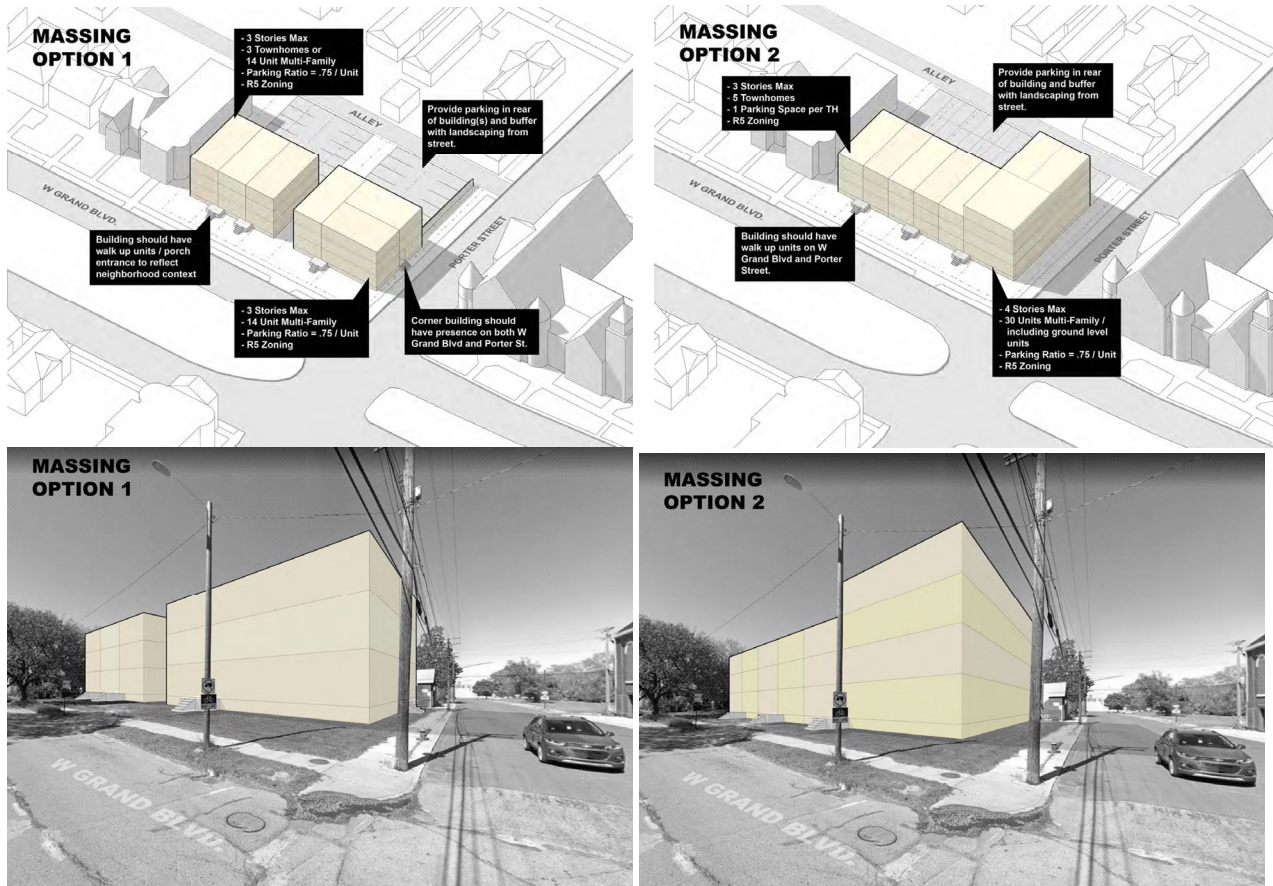 MASSING
OPTION 1
- 3 Stories Max
- 3 Townhomes or
14 Unit Multi-Family
- Parking Ratio = .75 / Unit
- R5 Zoning
ALLEY
Provide parking in rear
of building(s) and buffer
with landscaping from
street.
W GRAND BLVD.
PORTER STREET
Building should have
walk up units / porch
entrance to reflect
neighborhood context
- 3 Stories Max
- 14 Unit Multi-Family
- Parking Ratio = .75 / Unit
- R5 Zoning
Corner building should
have presence on both W
Grand Blvd and Porter St.
MASSING
OPTION 2
- 3 Stories Max
- 5 Townhomes
- 1 Parking Space per TH
- R5 Zoning
ALLEY
Provide parking in rear
of building and buffer
with landscaping from
street.
W GRAND BLVD.
PORTER STREET
Building should have
walk up units on W
Grand Blvd and Porter
Street.
- 4 Stories Max
- 30 Units Multi-Family /
including ground level
units
- Parking Ratio = .75 / Unit
- R5 Zoning
MASSING
OPTION 1
W GRAND BLVD.
MASSING
OPTION 2
W GRAND BLVD.